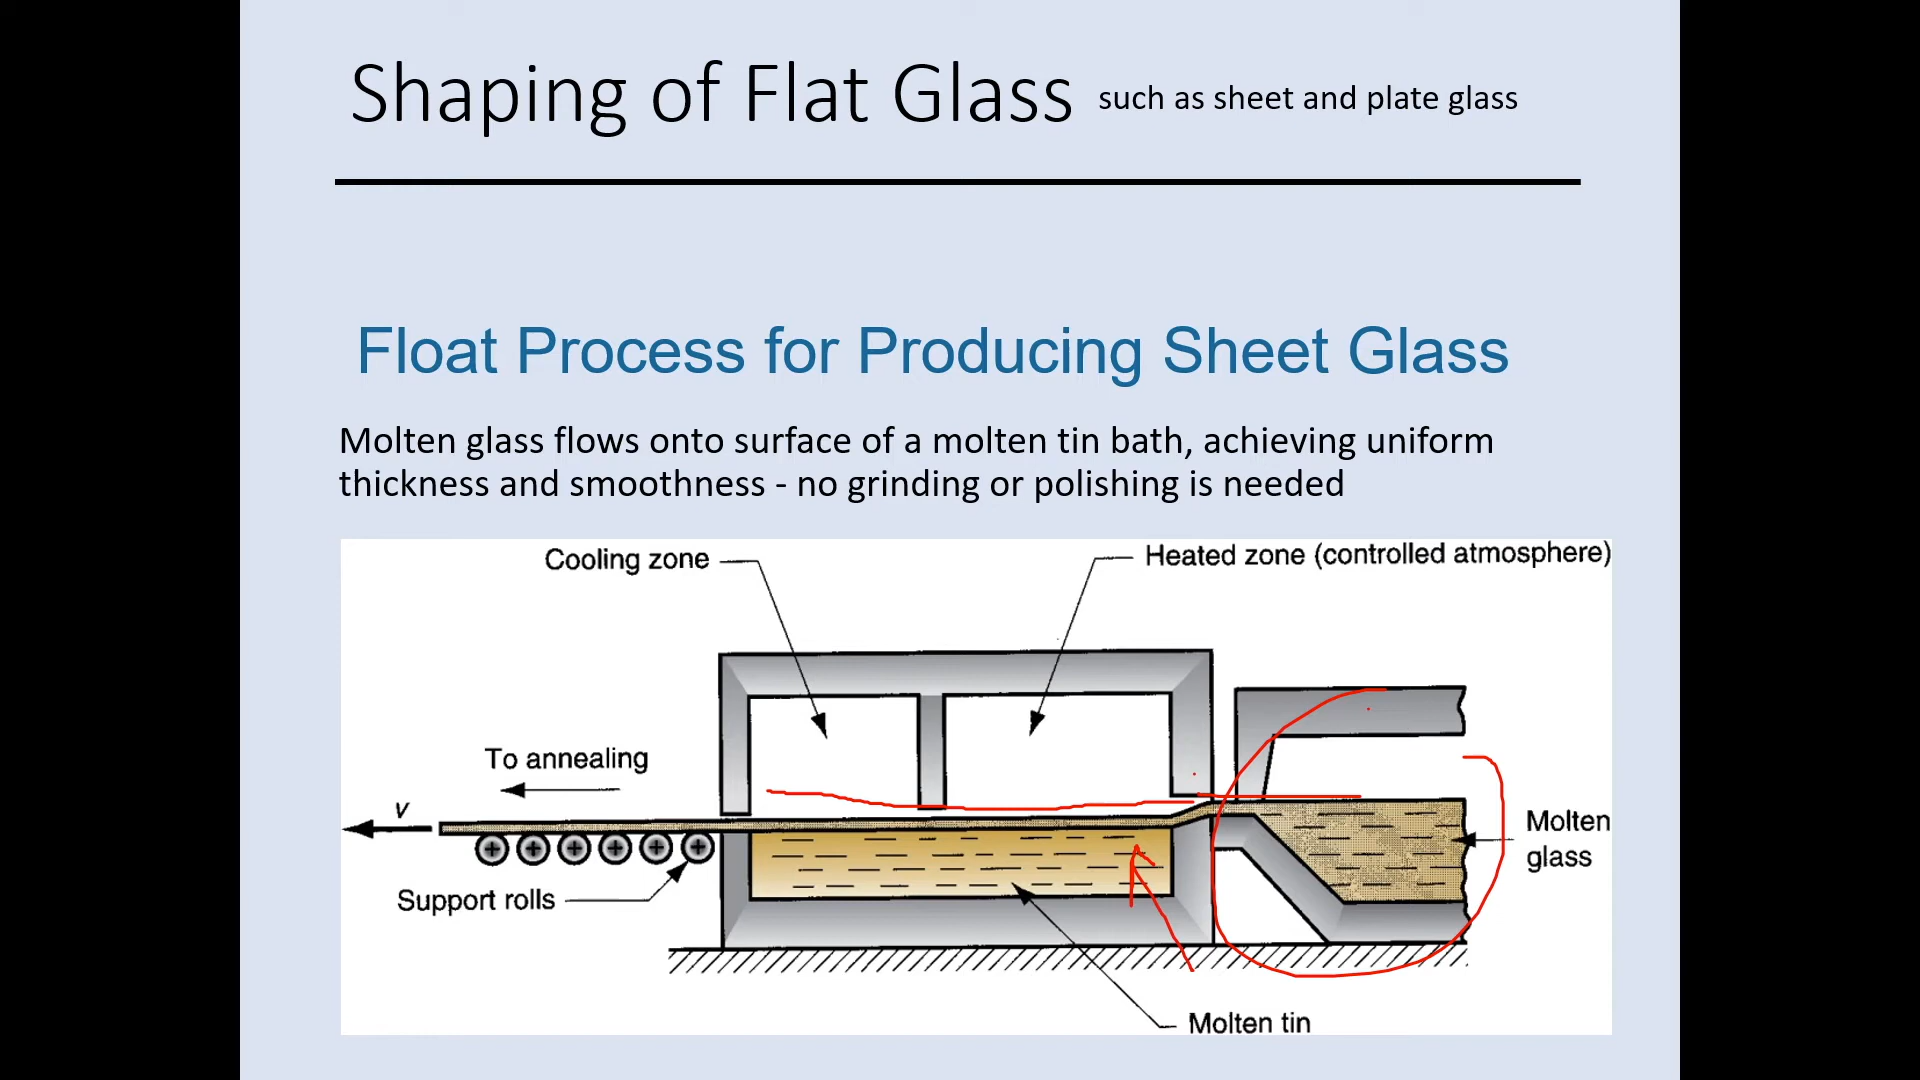 Shaping of Flat Glass such as sheet and plate glass
Float Process for Producing Sheet Glass
Molten glass flows onto surface of a molten tin bath, achieving uniform
thickness and smoothness - no grinding or polishing is needed
Cooling zone
Heated zone (controlled atmosphere)
To annealing
v
Molten
glass
Support rolls
Molten tin